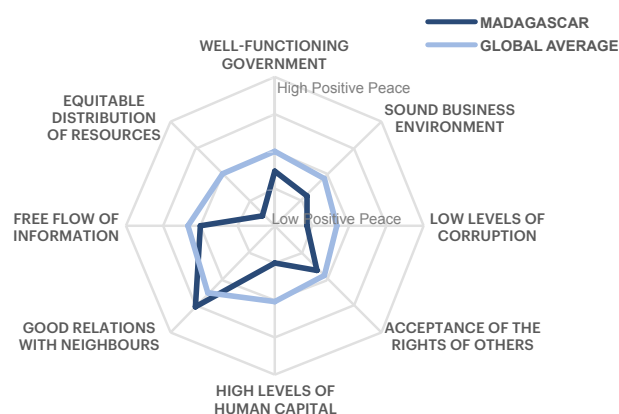 MADAGASCAR
GLOBAL AVERAGE
WELL-FUNCTIONING
GOVERNMENT
High Positive Peace
EQUITABLE
DISTRIBUTION
OF RESOURCES
SOUND BUSINESS
ENVIRONMENT
FREE FLOW OF
INFORMATION
Low Positive Peace
LOW LEVELS OF
CORRUPTION
GOOD RELATIONS
WITH NEIGHBOURS
ACCEPTANCE OF THE
RIGHTS OF OTHERS
HIGH LEVELS OF
HUMAN CAPITAL